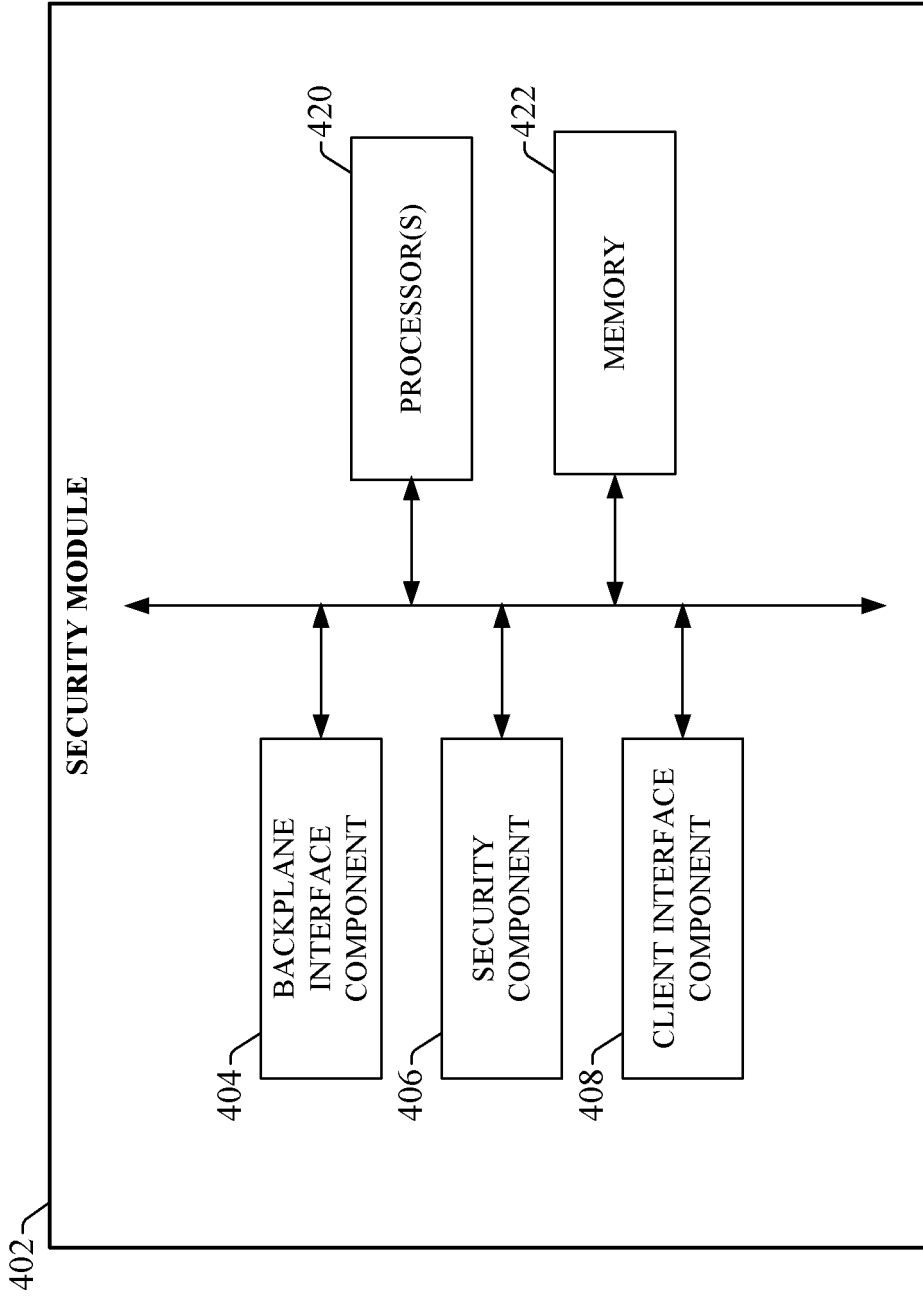 402
SECURITY MODULE
404
BACKPLANE
INTERFACE
COMPONENT
406
SECURITY
COMPONENT
408
CLIENT INTERFACE
COMPONENT
420
PROCESSOR(S)
422
MEMORY